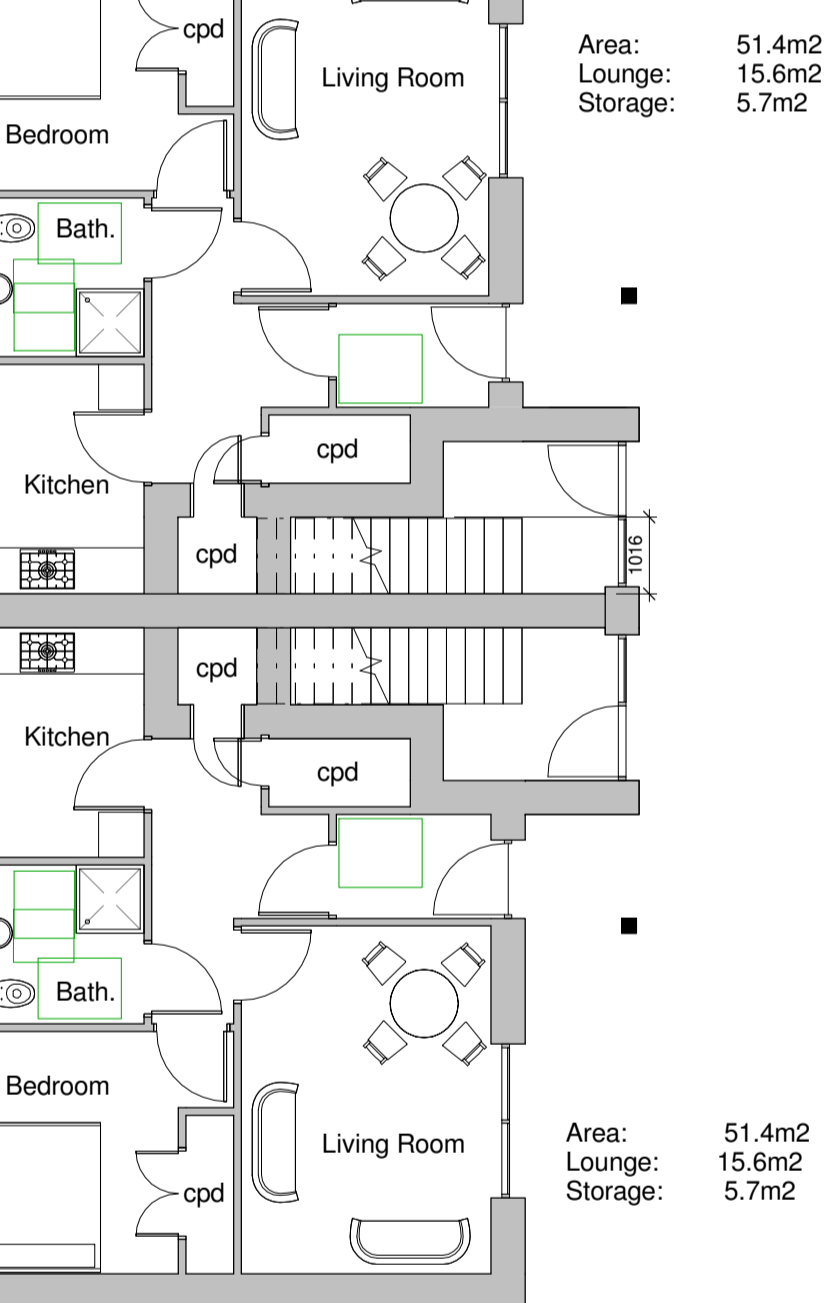 cpd
Area: 51.4m2
Lounge: 15.6m2
Storage: 5.7m2
Living Room
Bedroom
Bath.
cpd
Kitchen
cpd
1016
cpd
Kitchen
cpd
Bath.
Bedroom
Living Room
Area: 51.4m2
Lounge: 15.6m2
Storage: 5.7m2
cpd